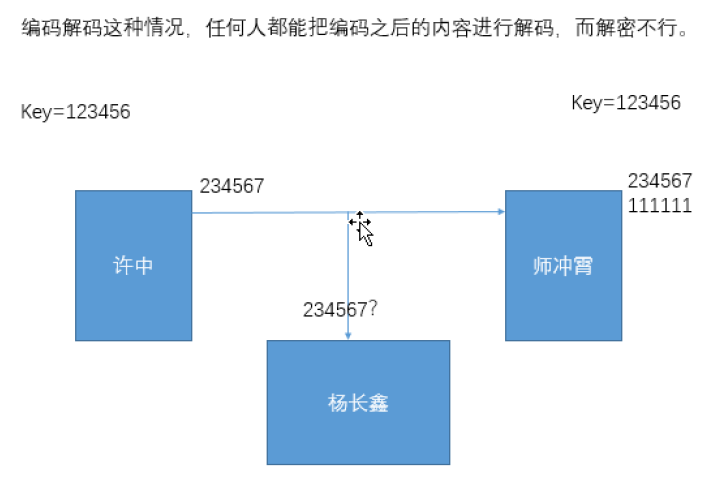 编码解码这种情况，任何人都能把编码之后的内容进行解码，而解密不行。
Key=123456
Key=123456
234567
234567
111111
许中
师冲霄
234567？
杨长鑫